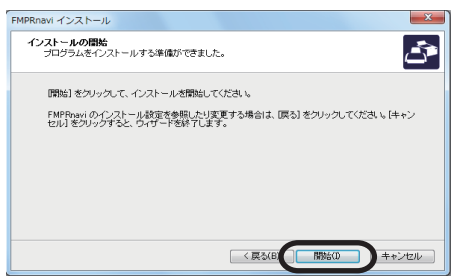 FMPRnavi インストール
インストールの開始
プログラムをインストールする準備ができました。
[開始] をクリックして、インストールを開始してください。
FMPRnavi のインストール設定を参照したり変更する場合は、[戻る] をクリックしてください。[キャン
セル] をクリックすると、ウィザードを終了します。
< 戻る(B) 開始(I) キャンセル